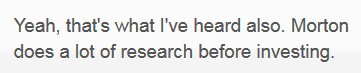 Yeah, that's what I've heard also. Morton
does a lot of research before investing.